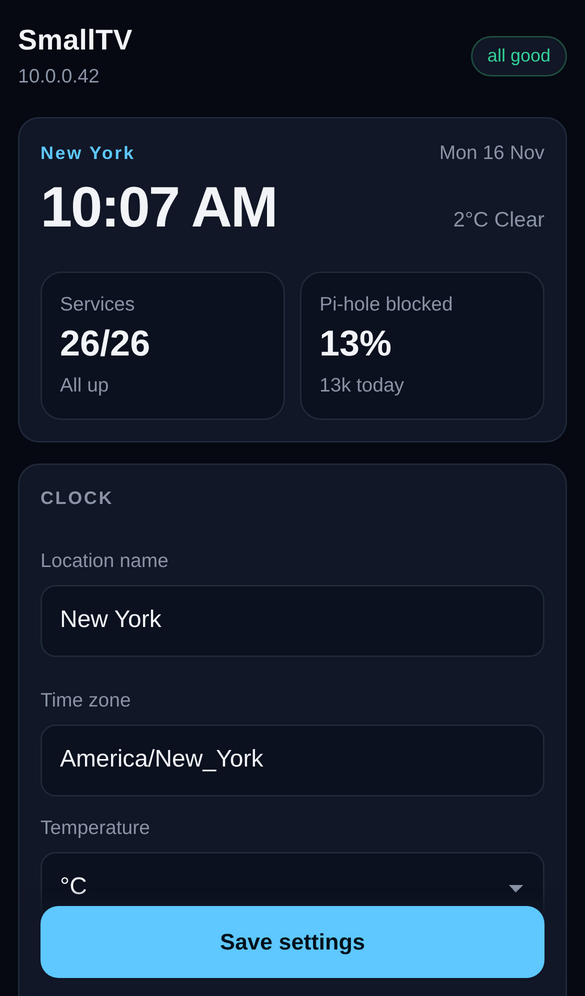 SmallTV
10.0.0.42
all good
New York
Mon 16 Nov
10:07 AM
2°C Clear
Services
26/26
All up
Pi-hole blocked
13%
13k today
CLOCK
Location name
New York
Time zone
America/New_York
Temperature
°C
Save settings